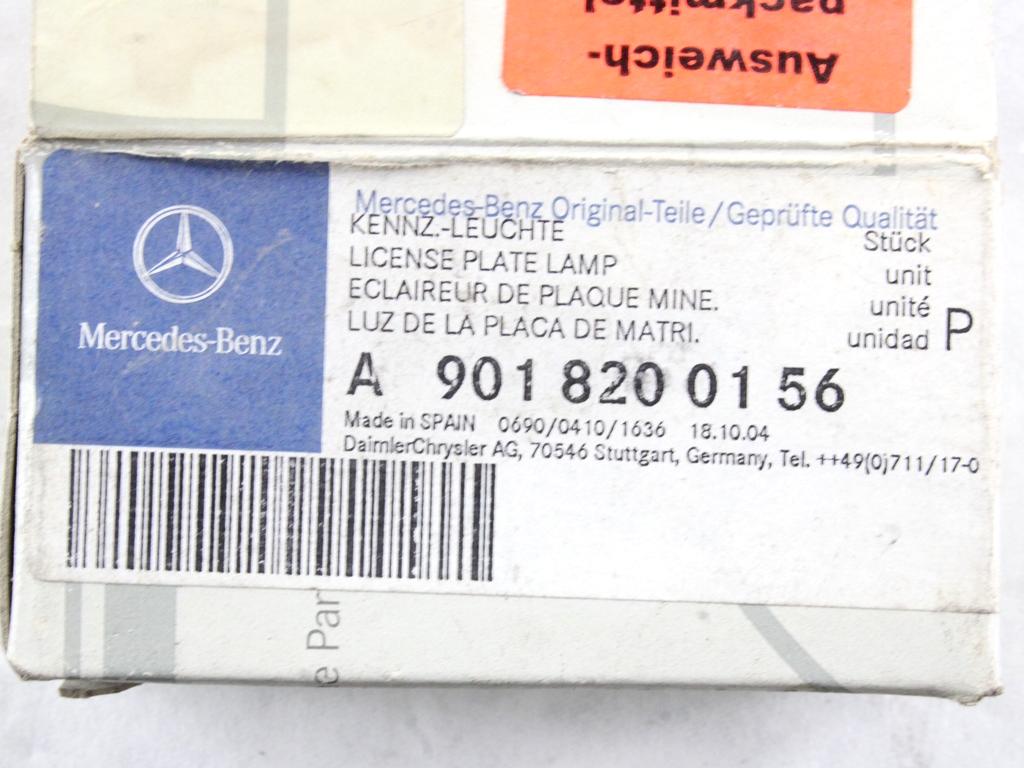 Ausweich-
packmittel
Mercedes-Benz
Mercedes-Benz Original-Teile/Geprüfte Qualität
KENNZ.-LEUCHTE Stück
LICENSE PLATE LAMP unit
ECLAIREUR DE PLAQUE MINE. unité
LUZ DE LA PLACA DE MATRI. unidad P
A 901 820 01 56
Made in SPAIN 0690/0410/1636 18.10.04
DaimlerChrysler AG, 70546 Stuttgart, Germany, Tel. ++49(0)711/17-0
e Par